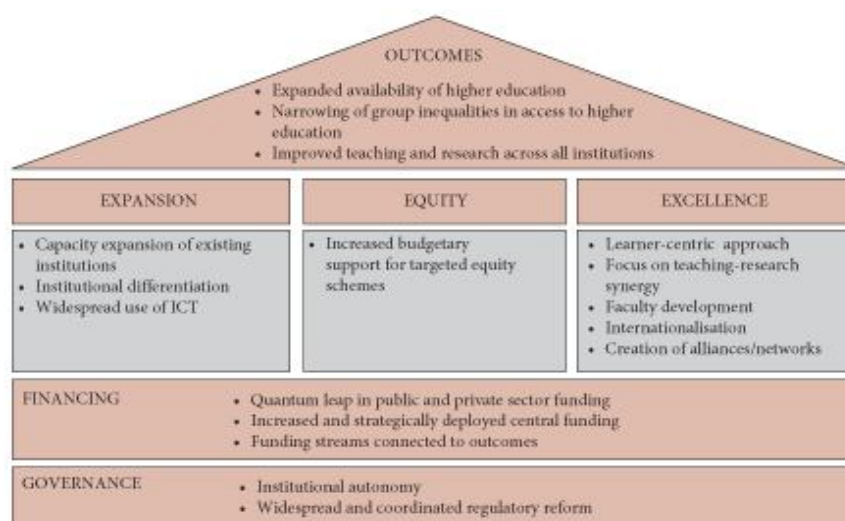 OUTCOMES
• Expanded availability of higher education
• Narrowing of group inequalities in access to higher
education
• Improved teaching and research across all institutions
EXPANSION
• Capacity expansion of existing
institutions
• Institutional differentiation
• Widespread use of ICT
EQUITY
• Increased budgetary
support for targeted equity
schemes
EXCELLENCE
• Learner-centric approach
• Focus on teaching-research
synergy
• Faculty development
• Internationalisation
• Creation of alliances/networks
FINANCING
• Quantum leap in public and private sector funding
• Increased and strategically deployed central funding
• Funding streams connected to outcomes
GOVERNANCE
• Institutional autonomy
• Widespread and coordinated regulatory reform